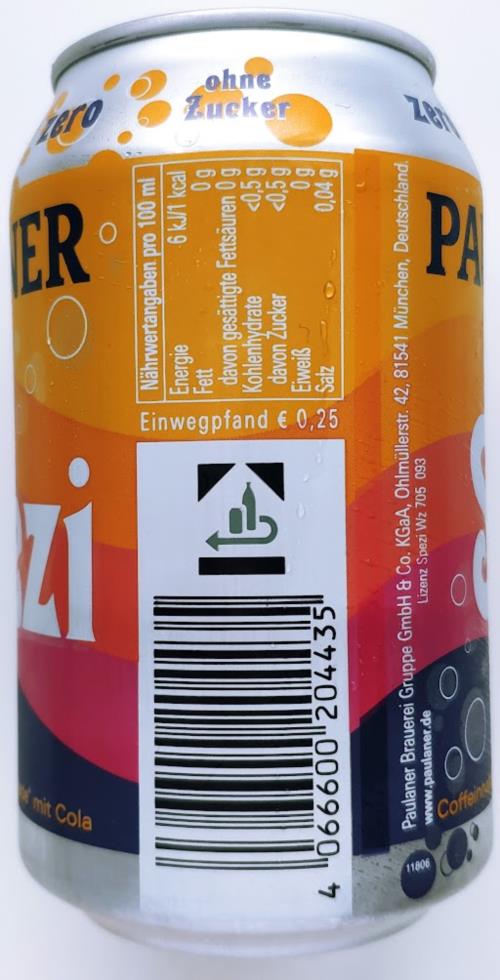 zero
ohne
Zucker
zero
NER
PA
zi
mit Cola
Nährwertangaben pro 100 ml
Energie 6 kJ/1 kcal
Fett 0 g
davon gesättigte Fettsäuren 0 g
Kohlenhydrate <0,5 g
davon Zucker <0,5 g
Eiweiß 0 g
Salz 0,04 g
Einwegpfand € 0,25
4 066600 204435
Paulaner Brauerei Gruppe GmbH & Co. KGaA, Ohlmüllerstr. 42, 81541 München, Deutschland.
Lizenz Spezi Wz 705 093
www.paulaner.de
11806